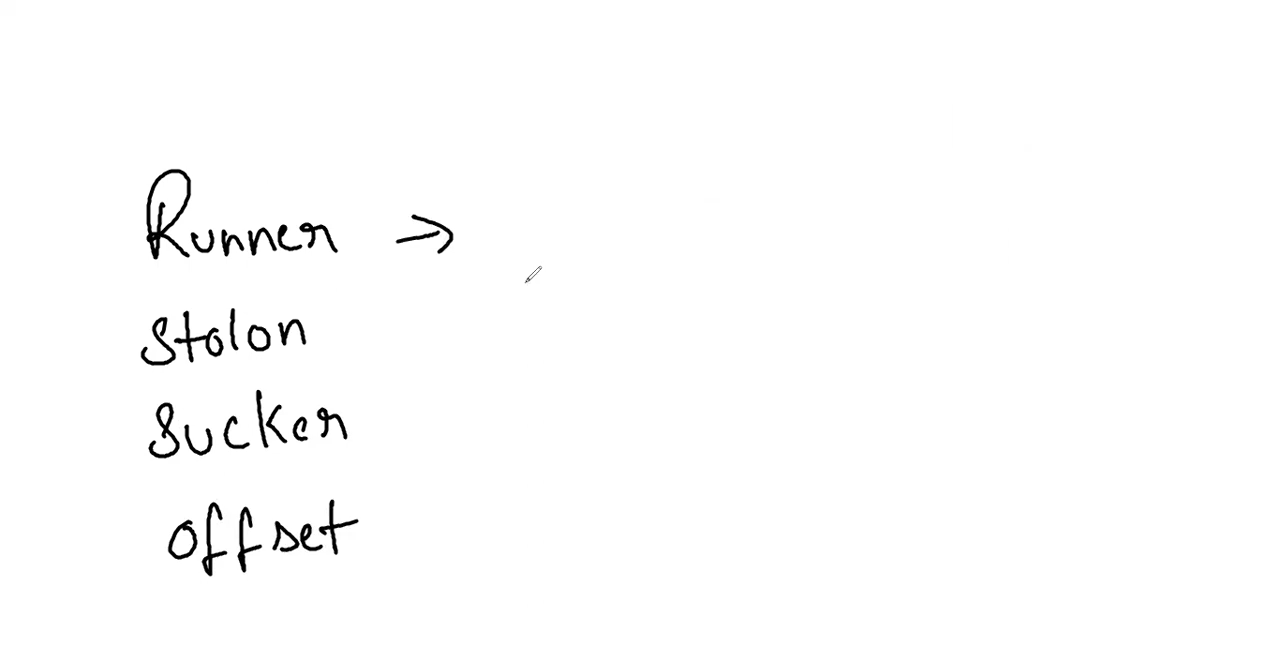 Runner →
Stolon
Sucker
offset